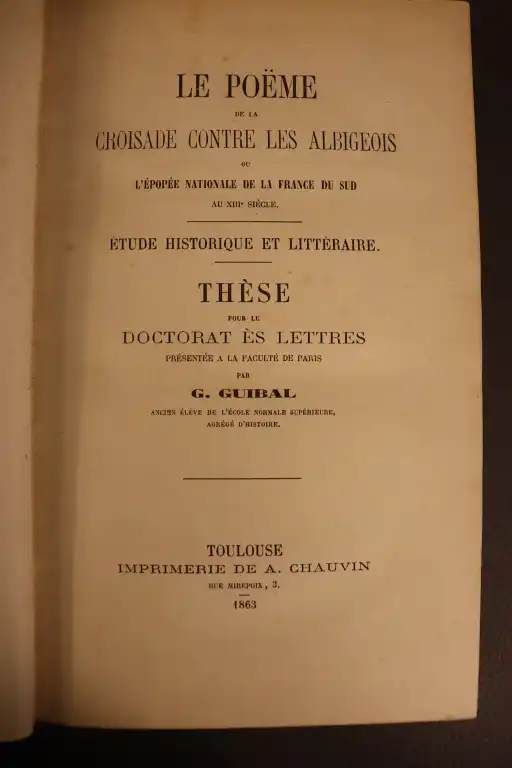 LE POËME
DE LA
CROISADE CONTRE LES ALBIGEOIS
OU
L'ÉPOPÉE NATIONALE DE LA FRANCE DU SUD
AU XIIIe SIÈCLE.
ÉTUDE HISTORIQUE ET LITTÉRAIRE.
THÈSE
POUR LE
DOCTORAT ÈS LETTRES
PRÉSENTÉE A LA FACULTÉ DE PARIS
PAR
G. GUIBAL
ANCIEN ÉLÈVE DE L'ÉCOLE NORMALE SUPÉRIEURE,
AGRÉGÉ D'HISTOIRE.
TOULOUSE
IMPRIMERIE DE A. CHAUVIN
RUE MIREPOIX, 3.
1863